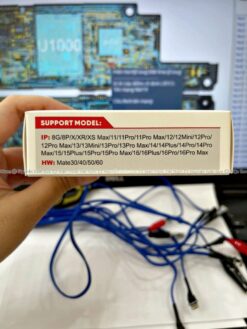 U1000
SUPPORT MODEL:
IP: 8G/8P/X/XR/XS Max/11/11Pro/11Pro Max/12/12Mini/12Pro/
12Pro Max/13/13Mini/13Pro/13Pro Max/14/14Plus/14Pro/14Pro
Max/15/15Plus/15Pro/15Pro Max/16/16Plus/16Pro/16Pro Max
HW: Mate30/40/50/60